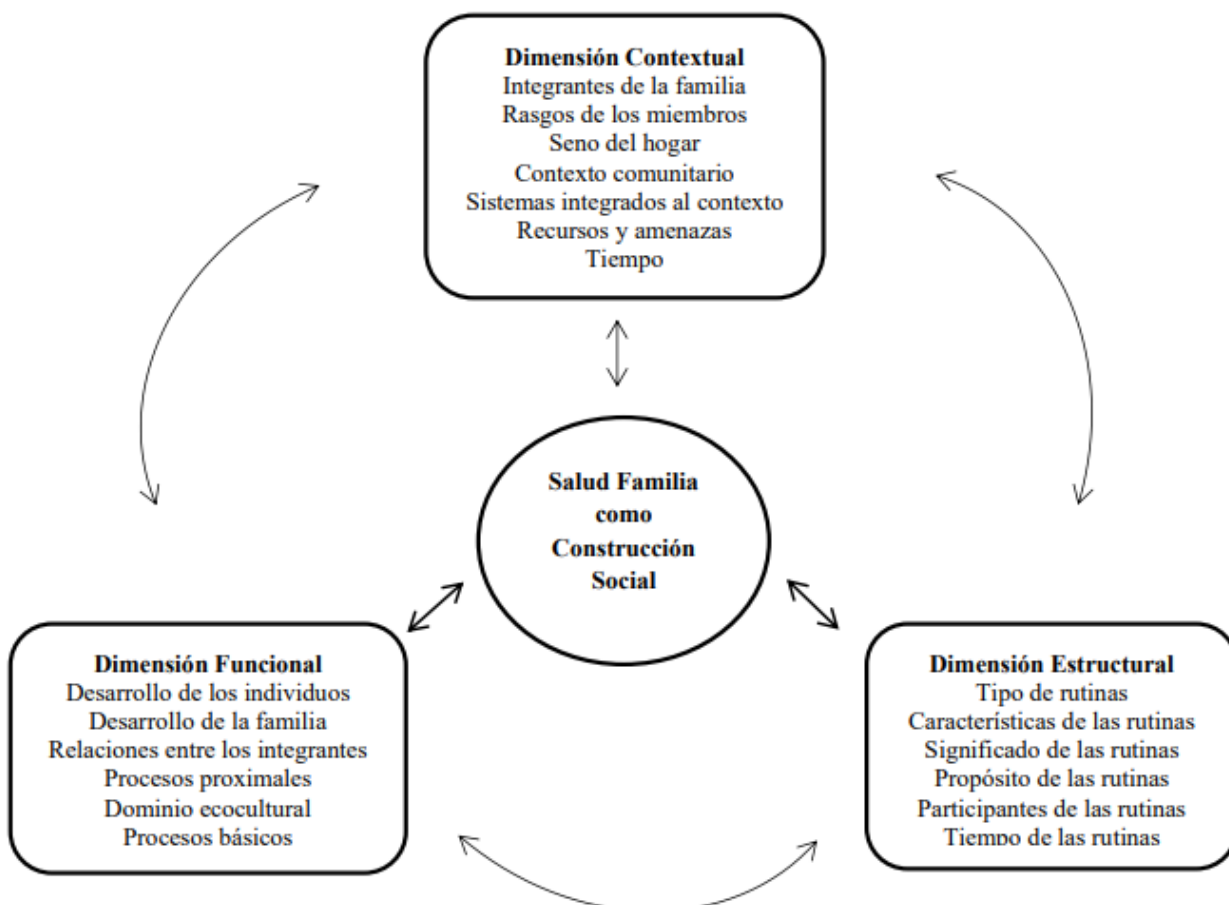 Dimensión Contextual
Integrantes de la familia
Rasgos de los miembros
Seno del hogar
Contexto comunitario
Sistemas integrados al contexto
Recursos y amenazas
Tiempo
Salud Familia
como
Construcción
Social
Dimensión Funcional
Desarrollo de los individuos
Desarrollo de la familia
Relaciones entre los integrantes
Procesos proximales
Dominio ecocultural
Procesos básicos
Dimensión Estructural
Tipo de rutinas
Características de las rutinas
Significado de las rutinas
Propósito de las rutinas
Participantes de las rutinas
Tiempo de las rutinas